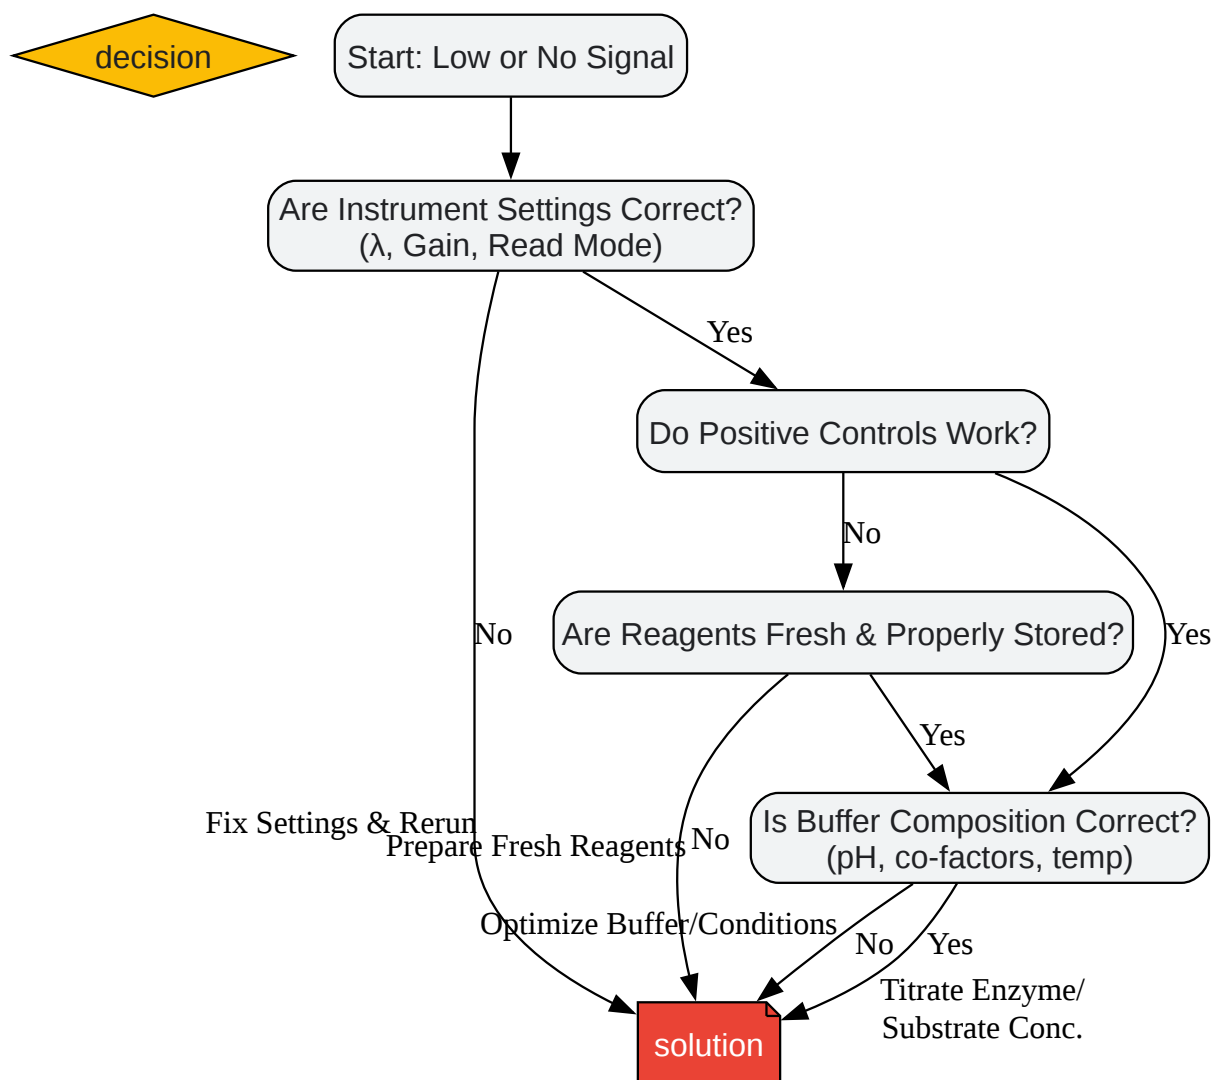 decision
Start: Low or No Signal
Are Instrument Settings Correct?
(λ, Gain, Read Mode)
Yes
Do Positive Controls Work?
No
No
Are Reagents Fresh & Properly Stored?
Yes
Yes
Fix Settings & Rerun
Prepare Fresh Reagents
No
Is Buffer Composition Correct?
(pH, co-factors, temp)
Optimize Buffer/Conditions
No
Yes
Titrate Enzyme/
Substrate Conc.
solution